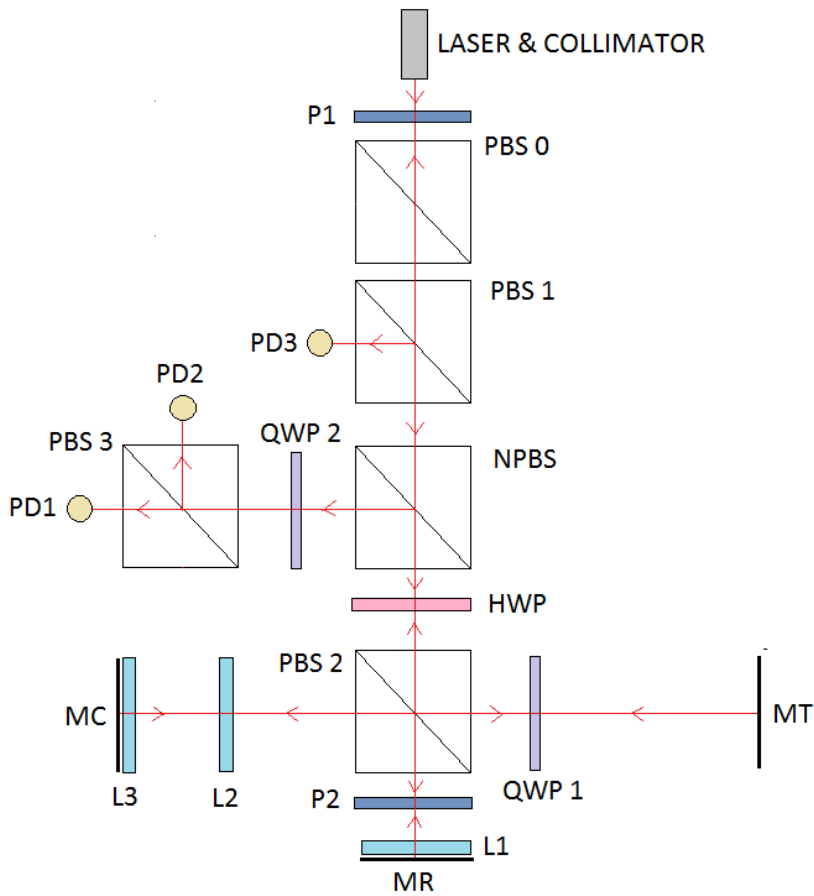 LASER & COLLIMATOR
P1
PBS 0
PBS 1
PD3
PD2
PBS 3
QWP 2
NPBS
PD1
HWP
PBS 2
MC
MT
L3
L2
P2
QWP 1
L1
MR